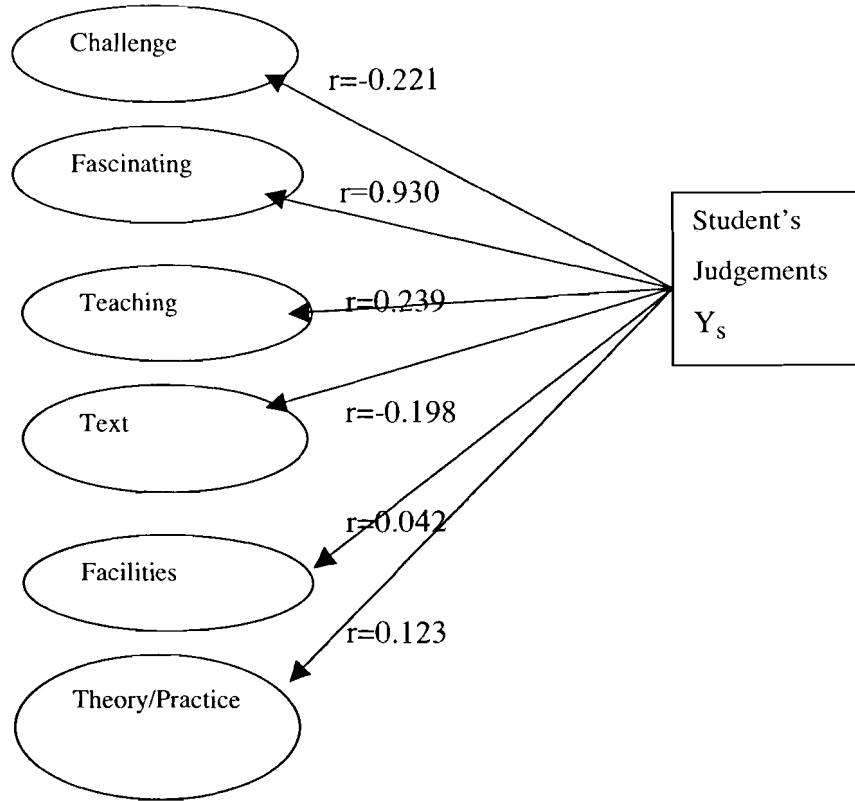 Challenge
r=-0.221
Fascinating
r=0.930
Student's
Judgements
Ys
Teaching
r=0.239
Text
r=-0.198
r=0.042
Facilities
r=0.123
Theory/Practice